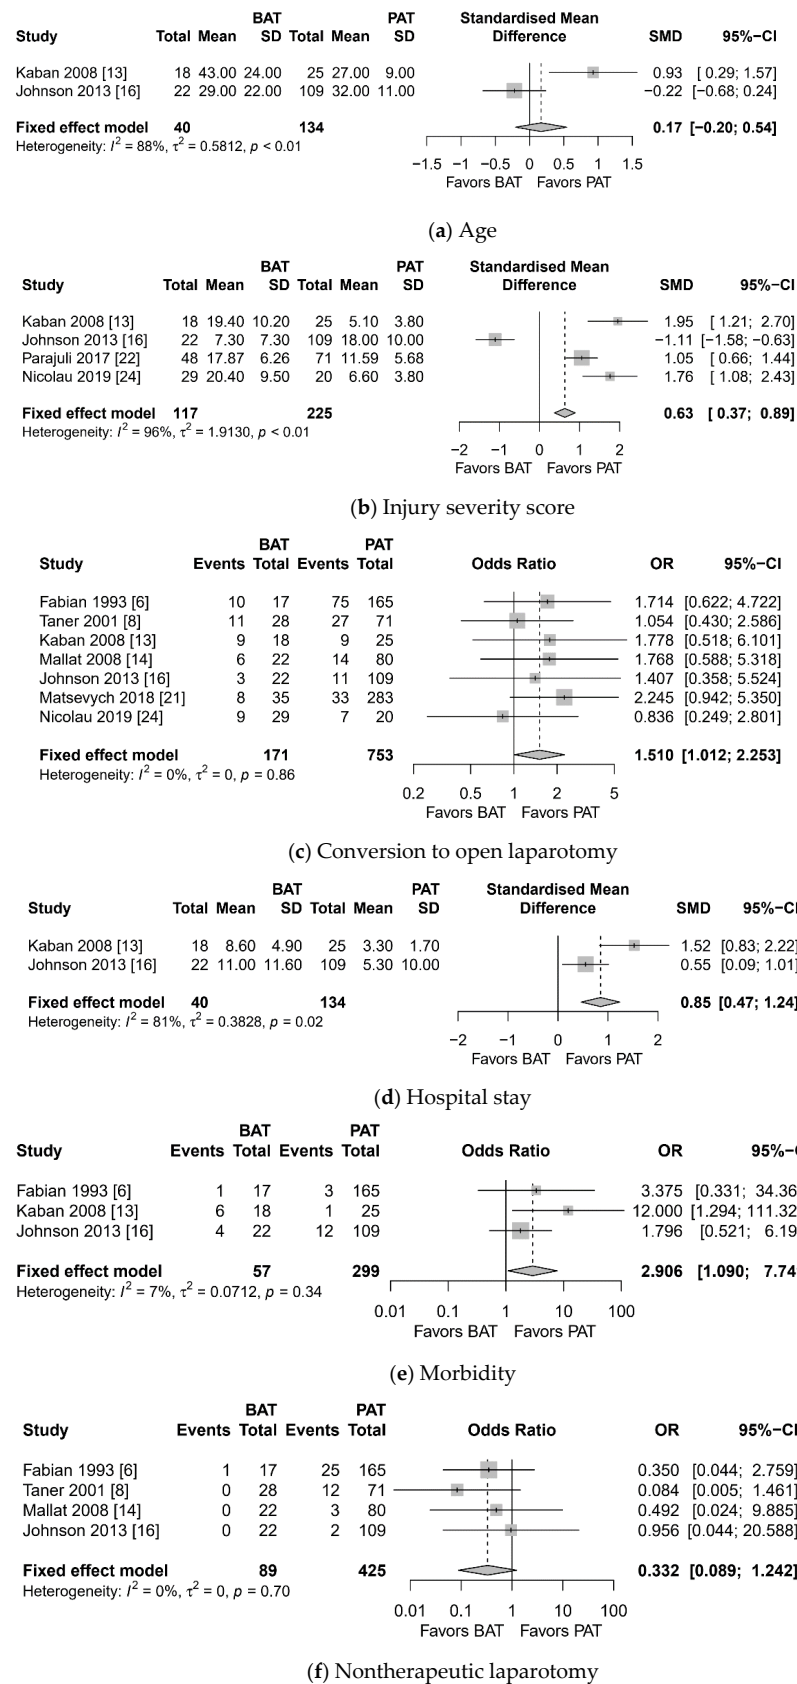 BAT PAT Standardised Mean
Study Total Mean SD Total Mean SD Difference SMD 95%−CI
Kaban 2008 [13] 18 43.00 24.00 25 27.00 9.00 0.93 [ 0.29; 1.57]
Johnson 2013 [16] 22 29.00 22.00 109 32.00 11.00 −0.22 [−0.68; 0.24]
Fixed effect model 40 134 0.17 [−0.20; 0.54]
Heterogeneity: I² = 88%, τ² = 0.5812, p < 0.01
−1.5 −1 −0.5 0 0.5 1 1.5
Favors BAT Favors PAT
(a) Age
BAT PAT Standardised Mean
Study Total Mean SD Total Mean SD Difference SMD 95%−CI
Kaban 2008 [13] 18 19.40 10.20 25 5.10 3.80 1.95 [ 1.21; 2.70]
Johnson 2013 [16] 22 7.30 7.30 109 18.00 10.00 −1.11 [−1.58; −0.63]
Parajuli 2017 [22] 48 17.87 6.26 71 11.59 5.68 1.05 [ 0.66; 1.44]
Nicolau 2019 [24] 29 20.40 9.50 20 6.60 3.80 1.76 [ 1.08; 2.43]
Fixed effect model 117 225 0.63 [ 0.37; 0.89]
Heterogeneity: I² = 96%, τ² = 1.9130, p < 0.01
−2 −1 0 1 2
Favors BAT Favors PAT
(b) Injury severity score
BAT PAT
Study Events Total Events Total Odds Ratio OR 95%−CI
Fabian 1993 [6] 10 17 75 165 1.714 [0.622; 4.722]
Taner 2001 [8] 11 28 27 71 1.054 [0.430; 2.586]
Kaban 2008 [13] 9 18 9 25 1.778 [0.518; 6.101]
Mallat 2008 [14] 6 22 14 80 1.768 [0.588; 5.318]
Johnson 2013 [16] 3 22 11 109 1.407 [0.358; 5.524]
Matsevych 2018 [21] 8 35 33 283 2.245 [0.942; 5.350]
Nicolau 2019 [24] 9 29 7 20 0.836 [0.249; 2.801]
Fixed effect model 171 753 1.510 [1.012; 2.253]
Heterogeneity: I² = 0%, τ² = 0, p = 0.86
0.2 0.5 1 2 5
Favors BAT Favors PAT
(c) Conversion to open laparotomy
BAT PAT Standardised Mean
Study Total Mean SD Total Mean SD Difference SMD 95%−CI
Kaban 2008 [13] 18 8.60 4.90 25 3.30 1.70 1.52 [0.83; 2.22]
Johnson 2013 [16] 22 11.00 11.60 109 5.30 10.00 0.55 [0.09; 1.01]
Fixed effect model 40 134 0.85 [0.47; 1.24]
Heterogeneity: I² = 81%, τ² = 0.3828, p = 0.02
−2 −1 0 1 2
Favors BAT Favors PAT
(d) Hospital stay
BAT PAT
Study Events Total Events Total Odds Ratio OR 95%−C
Fabian 1993 [6] 1 17 3 165 3.375 [0.331; 34.36
Kaban 2008 [13] 6 18 1 25 12.000 [1.294; 111.32
Johnson 2013 [16] 4 22 12 109 1.796 [0.521; 6.19
Fixed effect model 57 299 2.906 [1.090; 7.74
Heterogeneity: I² = 7%, τ² = 0.0712, p = 0.34
0.01 0.1 1 10 100
Favors BAT Favors PAT
(e) Morbidity
BAT PAT
Study Events Total Events Total Odds Ratio OR 95%−CI
Fabian 1993 [6] 1 17 25 165 0.350 [0.044; 2.759]
Taner 2001 [8] 0 28 12 71 0.084 [0.005; 1.461]
Mallat 2008 [14] 0 22 3 80 0.492 [0.024; 9.885]
Johnson 2013 [16] 0 22 2 109 0.956 [0.044; 20.588]
Fixed effect model 89 425 0.332 [0.089; 1.242]
Heterogeneity: I² = 0%, τ² = 0, p = 0.70
0.01 0.1 1 10 100
Favors BAT Favors PAT
(f) Nontherapeutic laparotomy